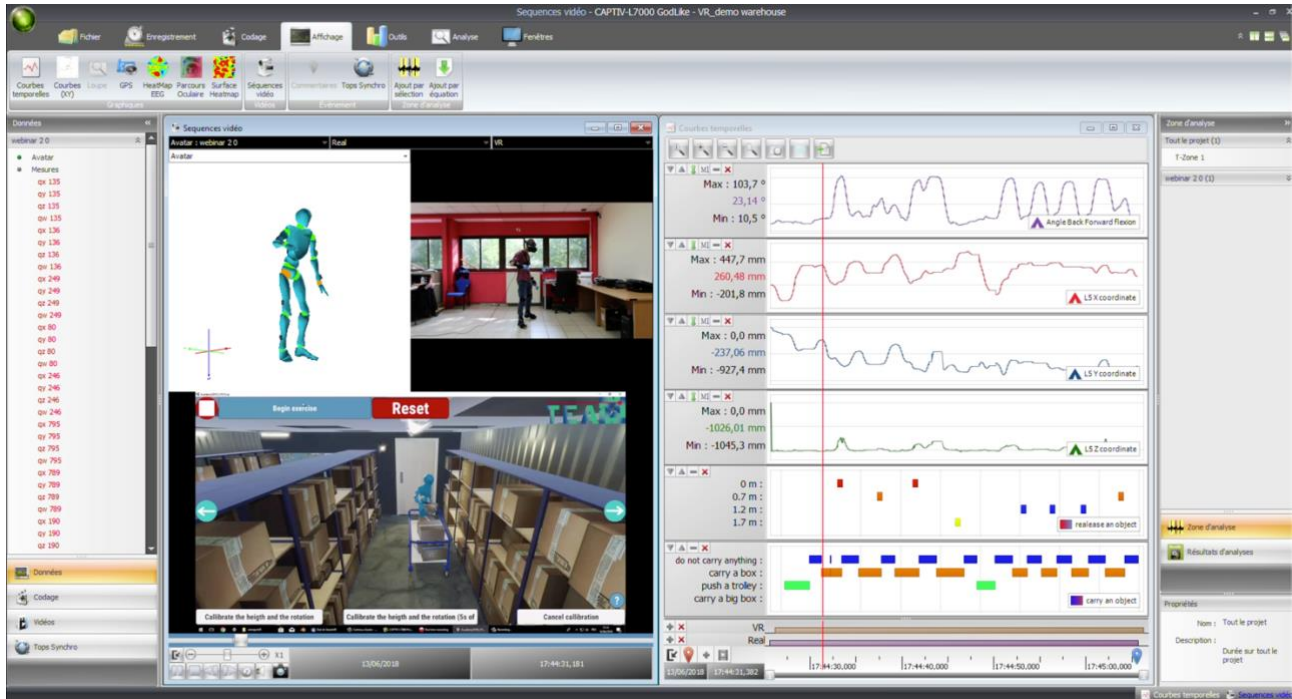 Sequences vidéo - CAPTIV-L7000 GodLike - VR_demo warehouse
Fichier
Enregistrement
Codage
Affichage
Outils
Analyse
Fenêtres
Courbes temporelles
Courbes (XY)
Loupe
GPS
HeatMap EEG
Parcours Oculaire
Surface Heatmap
Séquences vidéo
Commentaires
Tops Synchro
Ajout par sélection
Ajout par équation
Graphiques
Vidéos
Evènement
Zone d'analyse
Données
webinar 2 0
Avatar
Mesures
qx 135
qy 135
qz 135
qw 135
qx 136
qy 136
qz 136
qw 136
qx 249
qy 249
qz 249
qw 249
qx 80
qy 80
qz 80
qw 80
qx 246
qy 246
qz 246
qw 246
qx 795
qy 795
qz 795
qw 795
qx 789
qy 789
qz 789
qw 789
qx 190
qy 190
qz 190
Données
Codage
Vidéos
Tops Synchro
Sequences vidéo
Avatar : webinar 2 0
Real
VR
Avatar
Begin exercise
Reset
Callibrate the heigth and the rotation
Callibrate the heigth and the rotation (5s of
Cancel calibration
X1
13/06/2018
17:44:31,181
Courbes temporelles
Max : 103,7 °
23,14 °
Min : 10,5 °
Angle Back Forward flexion
Max : 447,7 mm
260,48 mm
Min : -201,8 mm
L5 X coordinate
Max : 0,0 mm
-237,06 mm
Min : -927,4 mm
L5 Y coordinate
Max : 0,0 mm
-1026,01 mm
Min : -1045,3 mm
L5 Z coordinate
0 m :
0.7 m :
1.2 m :
1.7 m :
realease an object
do not carry anything :
carry a box :
push a trolley :
carry a big box :
carry an object
VR
Real
13/06/2018
17:44:31,382
17:44:30,000
17:44:40,000
17:44:50,000
17:45:00,000
Zone d'analyse
Tout le projet (1)
T-Zone 1
webinar 2 0 (1)
Zone d'analyse
Résultats d'analyses
Propriétés
Nom : Tout le projet
Description :
Durée sur tout le
projet
Courbes temporelles
Sequences vidéo